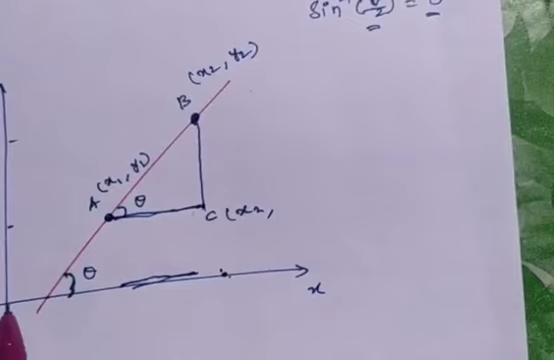 (x2, y2)
B
(x1, y1)
A
θ
C (x2,
θ
x